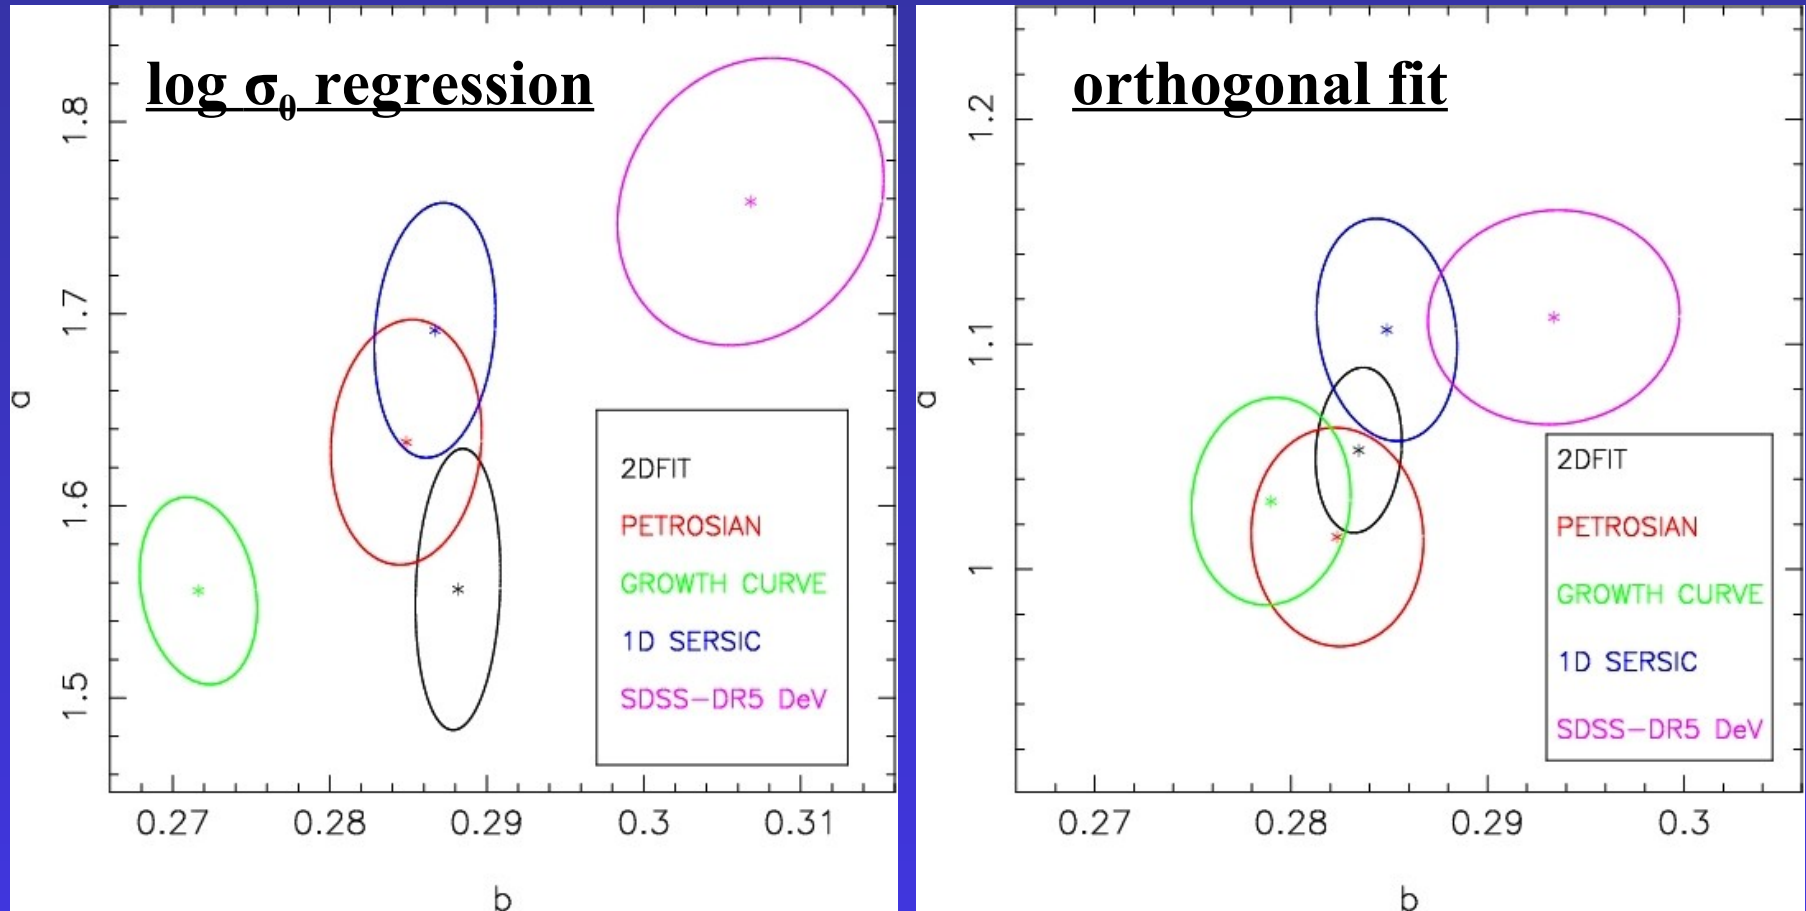 log σ₀ regression
1.8
1.7
1.6
1.5
a
2DFIT
PETROSIAN
GROWTH CURVE
1D SERSIC
SDSS-DR5 DeV
0.27 0.28 0.29 0.3 0.31
b
orthogonal fit
1.2
1.1
1
a
2DFIT
PETROSIAN
GROWTH CURVE
1D SERSIC
SDSS-DR5 DeV
0.27 0.28 0.29 0.3
b